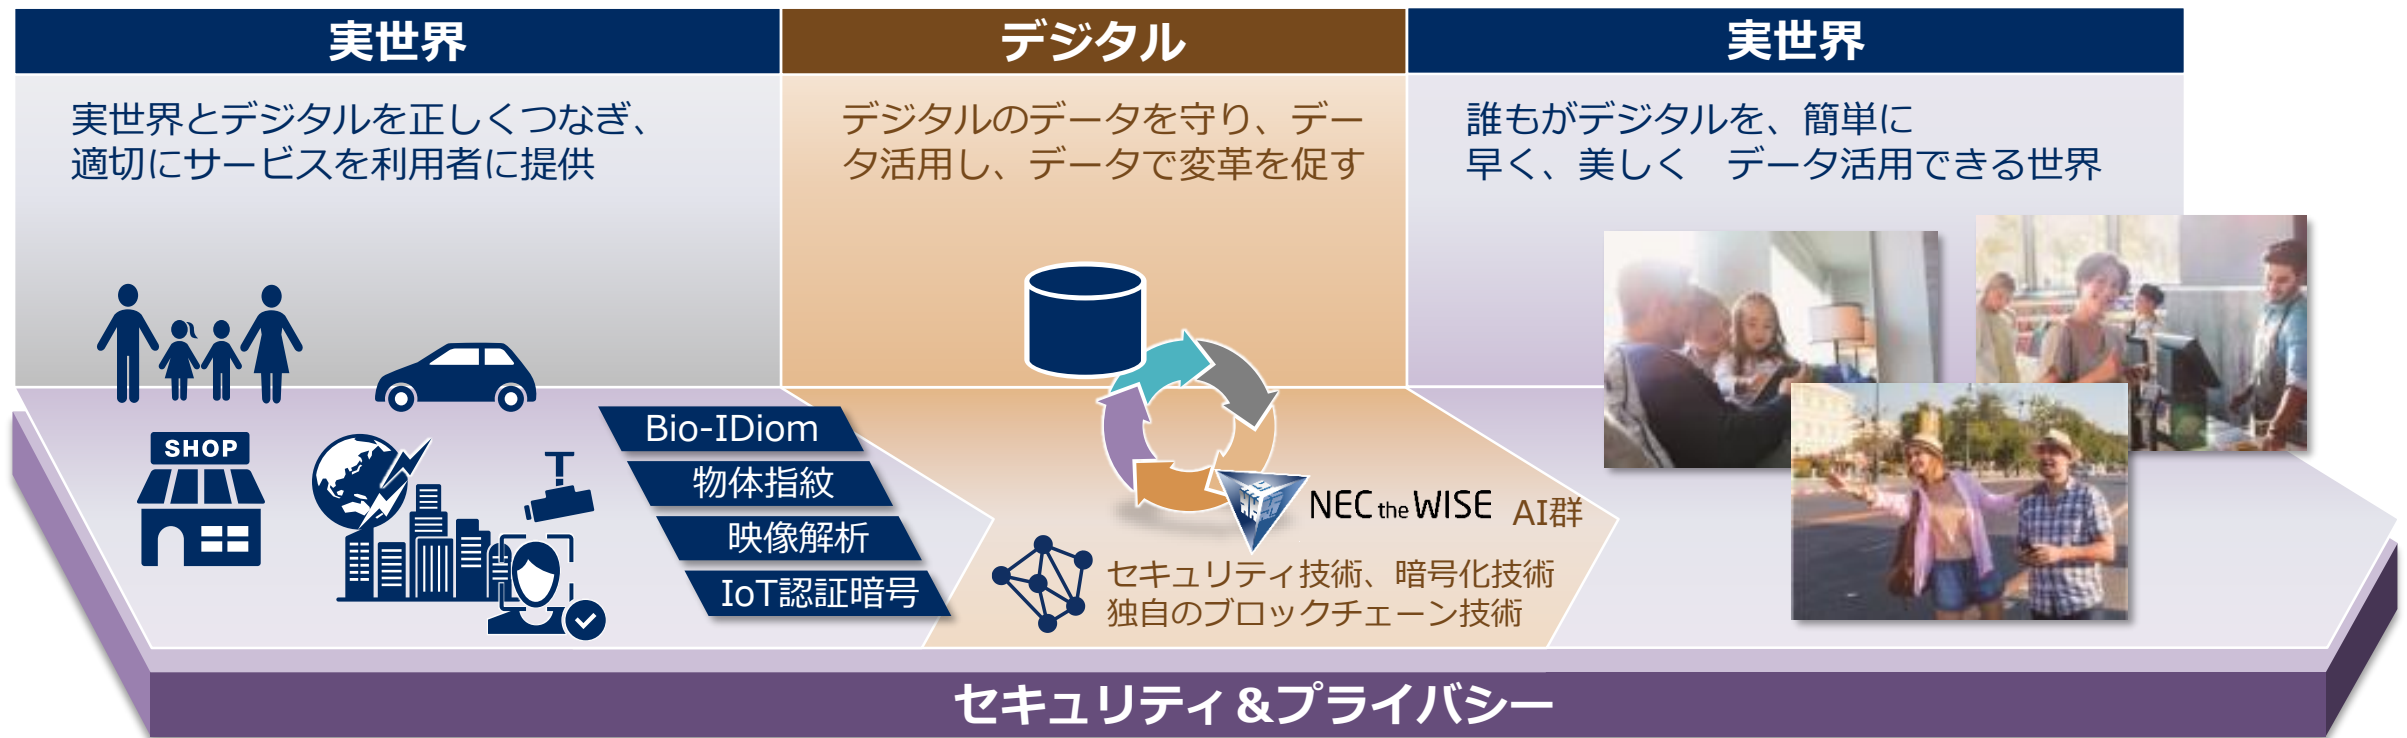 実世界
デジタル
実世界
実世界とデジタルを正しくつなぎ、
適切にサービスを利用者に提供
デジタルのデータを守り、デー
タ活用し、データで変革を促す
誰もがデジタルを、簡単に
早く、美しく　データ活用できる世界
SHOP
Bio-IDiom
物体指紋
映像解析
IoT認証暗号
NEC the WISE AI群
セキュリティ技術、暗号化技術
独自のブロックチェーン技術
セキュリティ&プライバシー